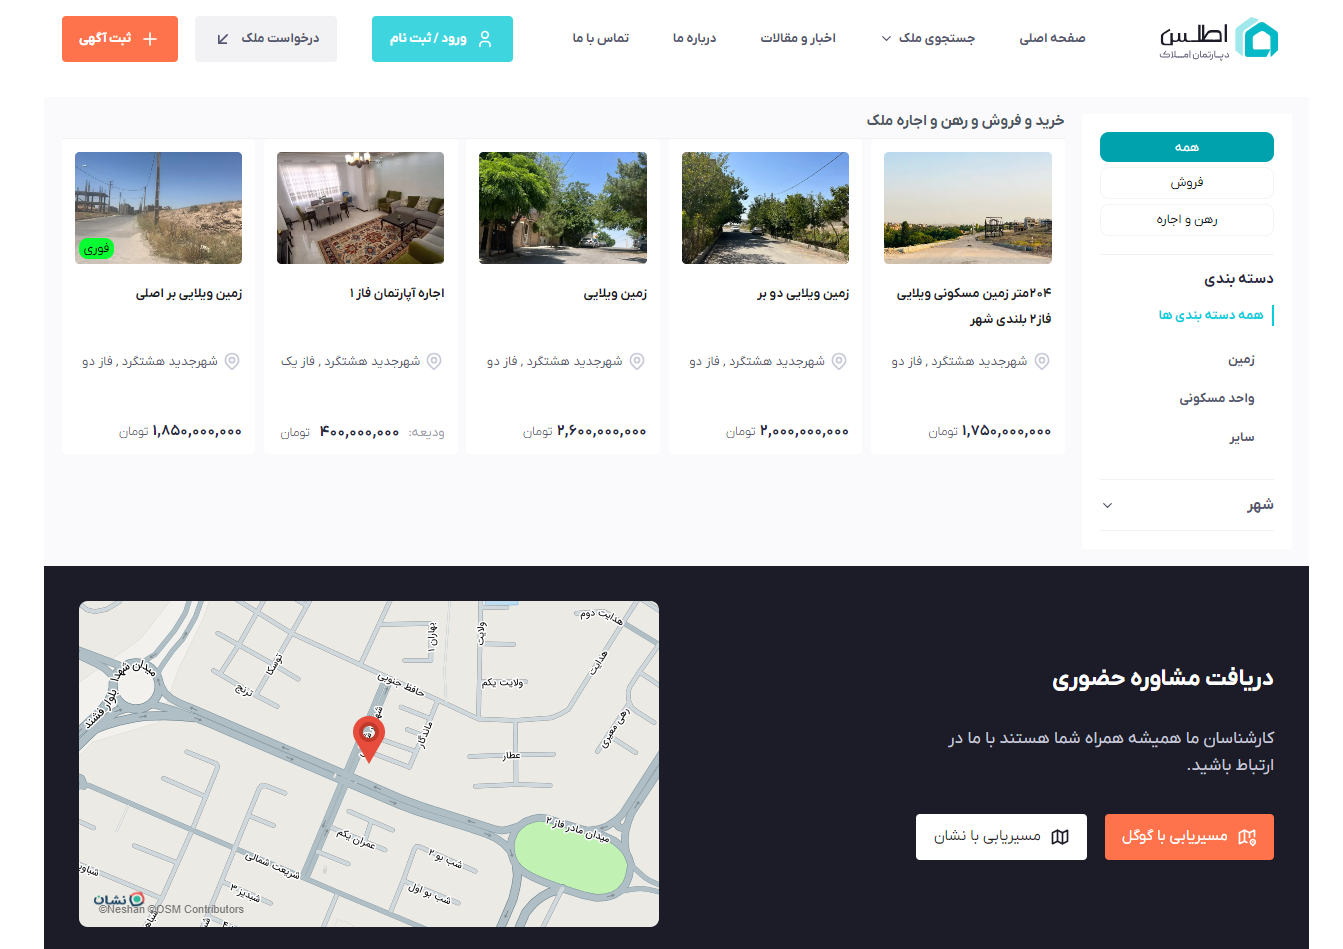 اطلس
دپارتمان املاک
صفحه اصلی
جستجوی ملک
اخبار و مقالات
درباره ما
تماس با ما
ورود / ثبت نام
درخواست ملک
ثبت آگهی
همه
فروش
رهن و اجاره
دسته بندی
همه دسته بندی ها
زمین
واحد مسکونی
سایر
شهر
خرید و فروش و رهن و اجاره ملک
۲۰۴متر زمین مسکونی ویلایی
فاز۲ بلندی شهر
شهرجدید هشتگرد , فاز دو
۱,۷۵۰,۰۰۰,۰۰۰ تومان
زمین ویلایی دو بر
شهرجدید هشتگرد , فاز دو
۲,۰۰۰,۰۰۰,۰۰۰ تومان
زمین ویلایی
شهرجدید هشتگرد , فاز دو
۲,۶۰۰,۰۰۰,۰۰۰ تومان
اجاره آپارتمان فاز ۱
شهرجدید هشتگرد , فاز یک
ودیعه: ۴۰۰,۰۰۰,۰۰۰ تومان
فوری
زمین ویلایی بر اصلی
شهرجدید هشتگرد , فاز دو
۱,۸۵۰,۰۰۰,۰۰۰ تومان
دریافت مشاوره حضوری
کارشناسان ما همیشه همراه شما هستند با ما در
ارتباط باشید.
مسیریابی با گوگل
مسیریابی با نشان
هدایت دوم
ولایت
بهاران ۱
هدایت
توسکا
میدان شهدا
ترنج
حافظ جنوبی
ولایت یکم
بلوار فشند
ماندگار
رهی معیری
عطار
میدان مادر فاز ۲
عمران یکم
شب بو ۲
شریعت شمالی
شب بو اول
شبدیز ۳
نشان
©Neshan ©OSM Contributors